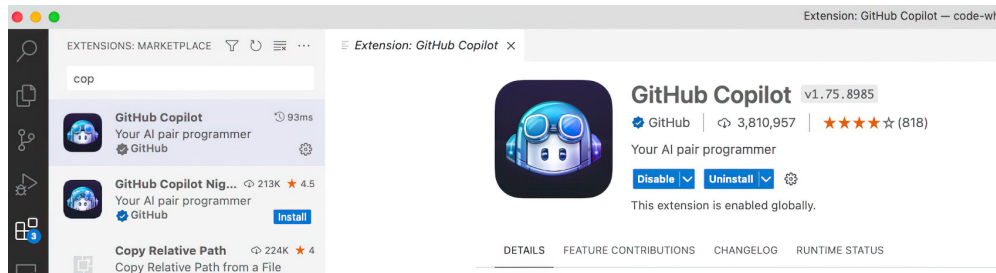 Extension: GitHub Copilot — code-wh
EXTENSIONS: MARKETPLACE
Extension: GitHub Copilot
cop
GitHub Copilot 93ms
Your AI pair programmer
GitHub
GitHub Copilot Nig... 213K ★ 4.5
Your AI pair programmer
GitHub Install
Copy Relative Path 224K ★ 4
Copy Relative Path from a File
3
GitHub Copilot v1.75.8985
GitHub | 3,810,957 | ★★★★☆ (818)
Your AI pair programmer
Disable Uninstall
This extension is enabled globally.
DETAILS FEATURE CONTRIBUTIONS CHANGELOG RUNTIME STATUS